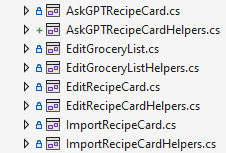 AskGPTRecipeCard.cs
AskGPTRecipeCardHelpers.cs
EditGroceryList.cs
EditGroceryListHelpers.cs
EditRecipeCard.cs
EditRecipeCardHelpers.cs
ImportRecipeCard.cs
ImportRecipeCardHelpers.cs